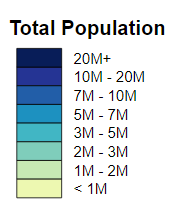 Total Population
20M+
10M - 20M
7M - 10M
5M - 7M
3M - 5M
2M - 3M
1M - 2M
< 1M